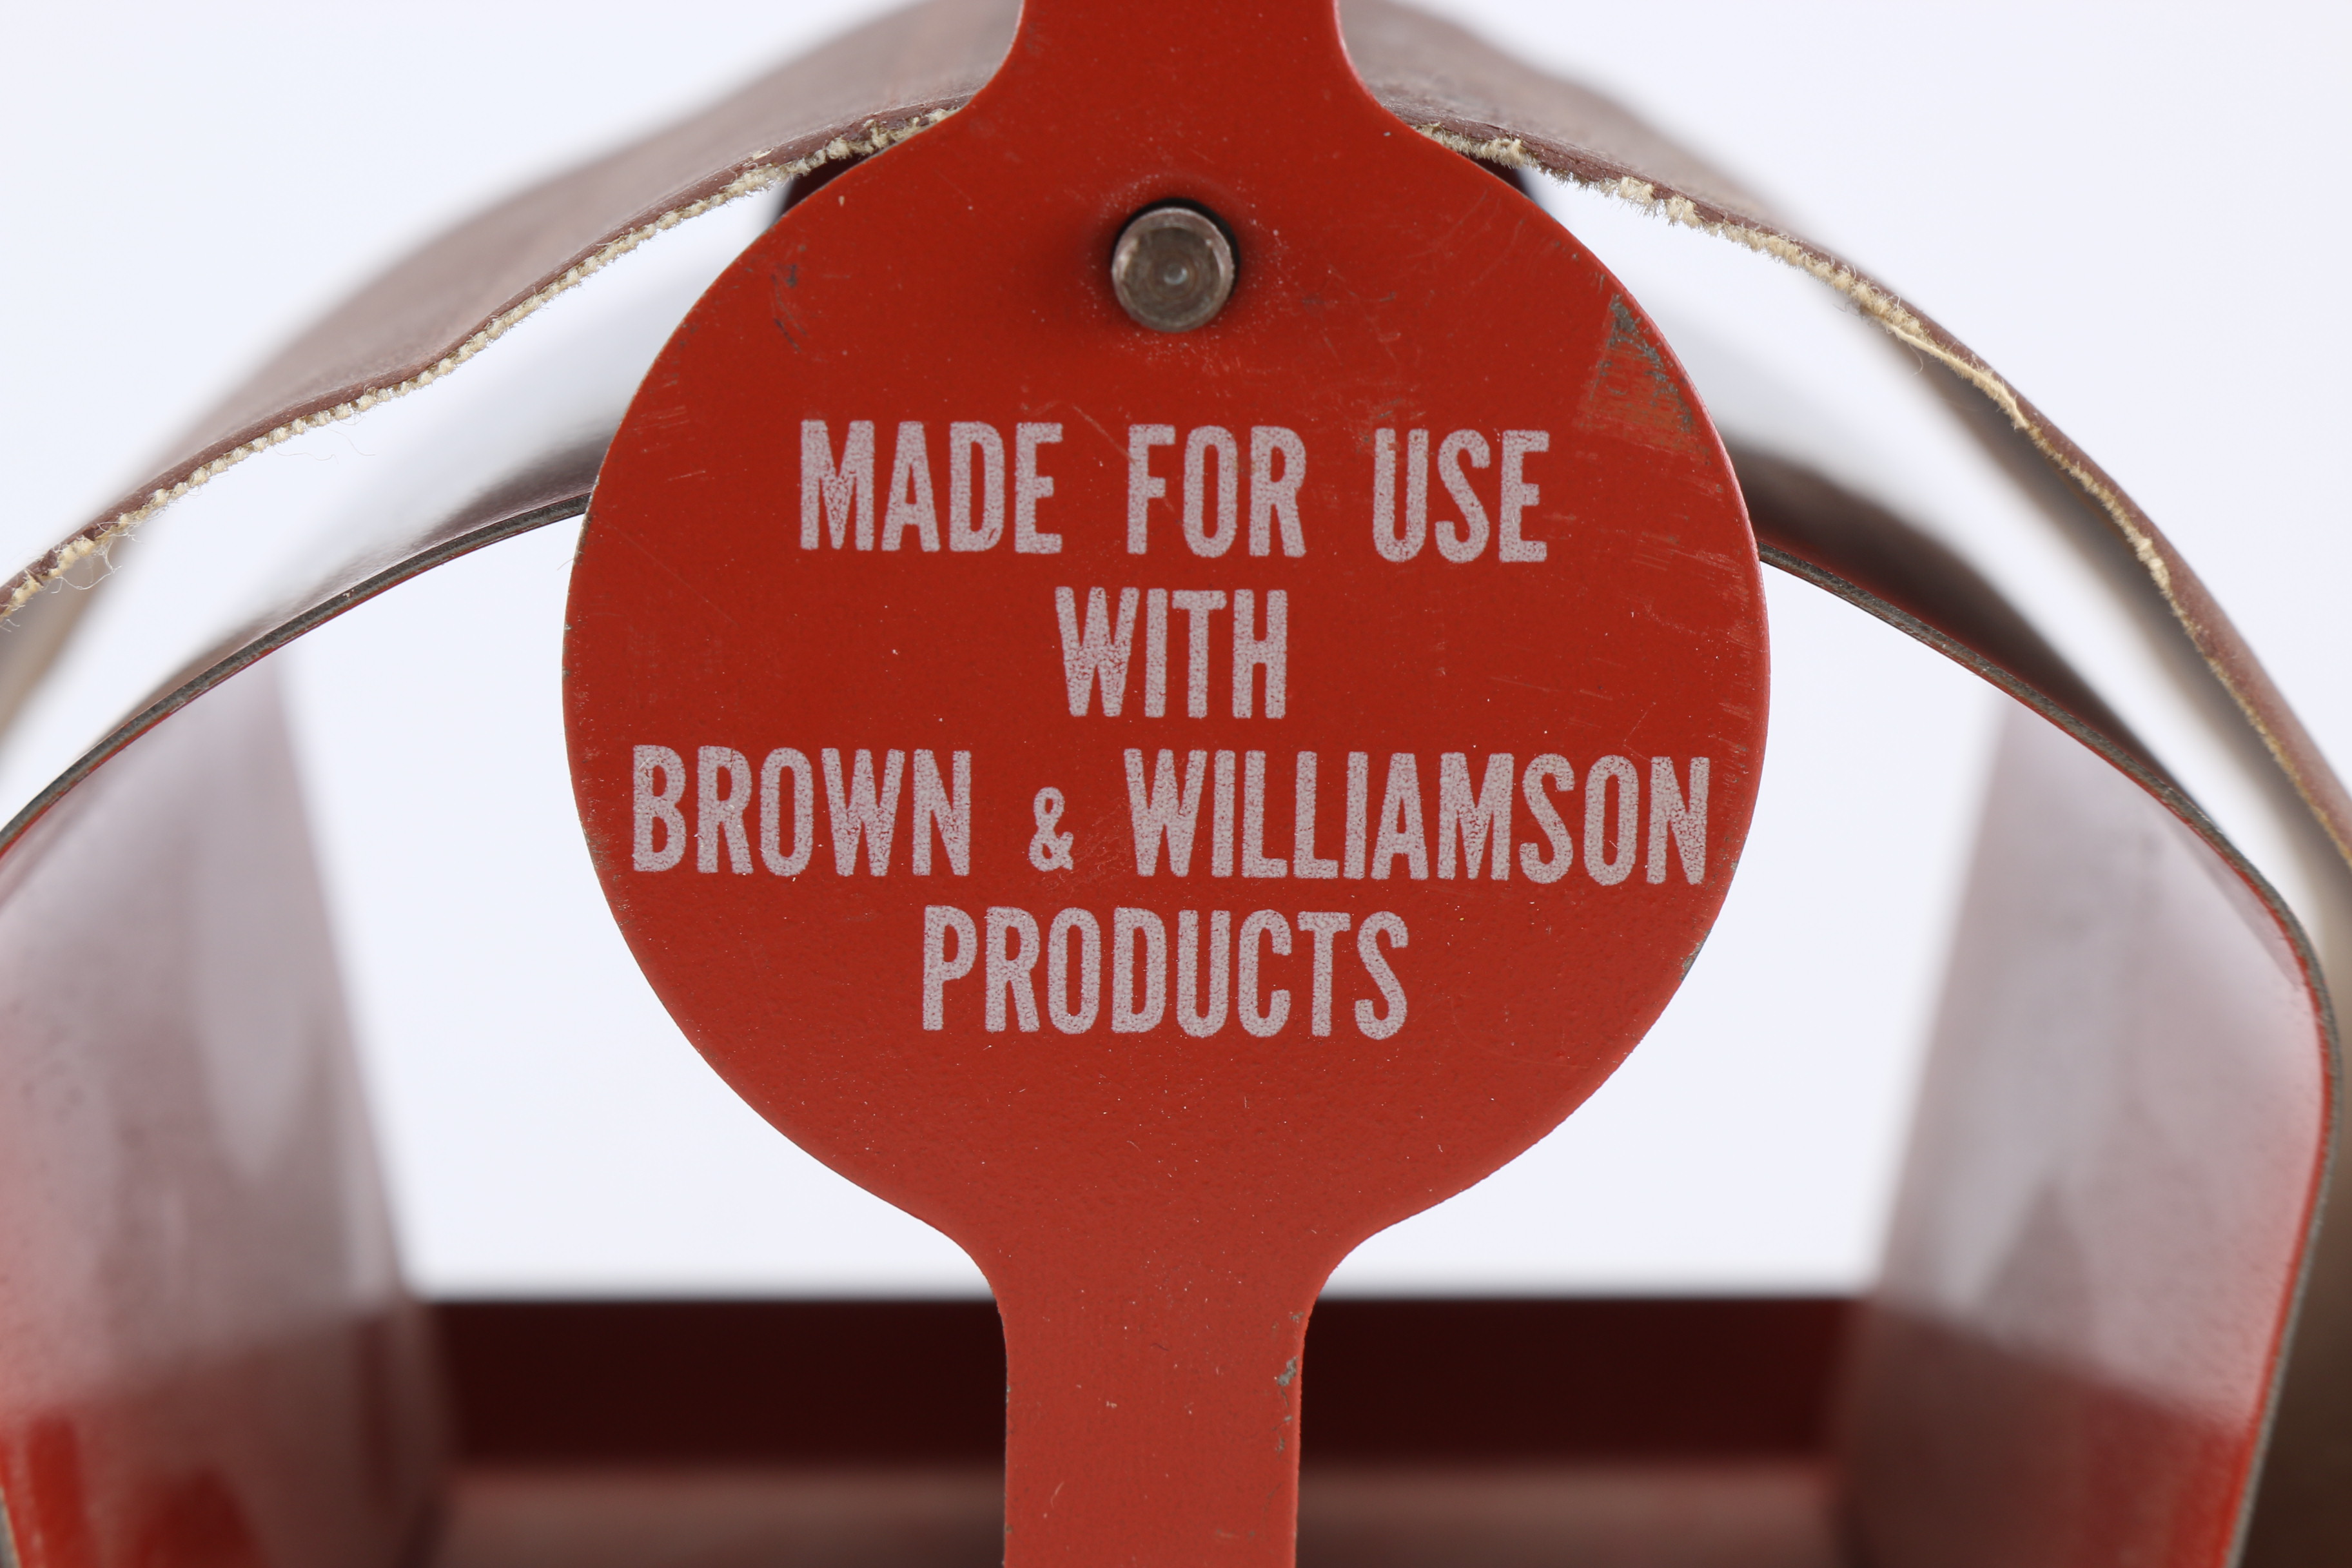 MADE FOR USE
WITH
BROWN & WILLIAMSON
PRODUCTS